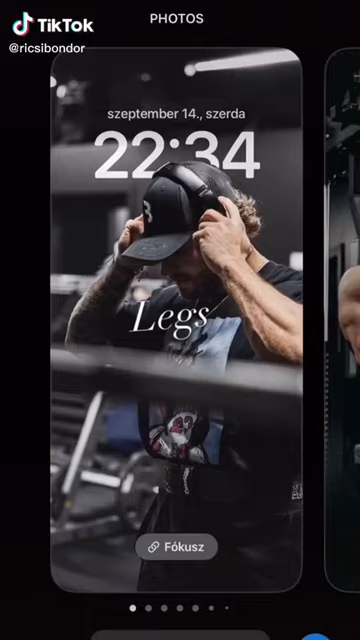 TikTok
@ricsibondor
PHOTOS
szeptember 14., szerda
22:34
Legs
Fókusz